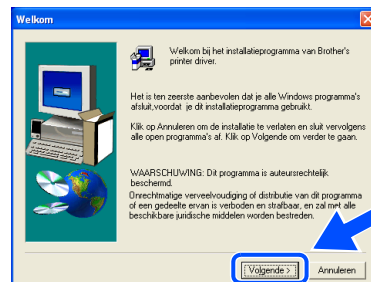 Welkom
Welkom bij het installatieprogramma van Brother's
printer driver.
Het is ten zeerste aanbevolen dat je alle Windows programma's
afsluit,voordat je dit installatieprogramma gebruikt.
Klik op Annuleren om de installatie te verlaten en sluit vervolgens
alle open programma's af. Klik op Volgende om verder te gaan.
WAARSCHUWING: Dit programma is auteursrechtelijk
beschermd.
Onrechtmatige verveelvoudiging of distributie van dit programma
of een gedeelte ervan is verboden en strafbaar, en zal met alle
beschikbare juridische middelen worden bestreden.
Volgende >
Annuleren